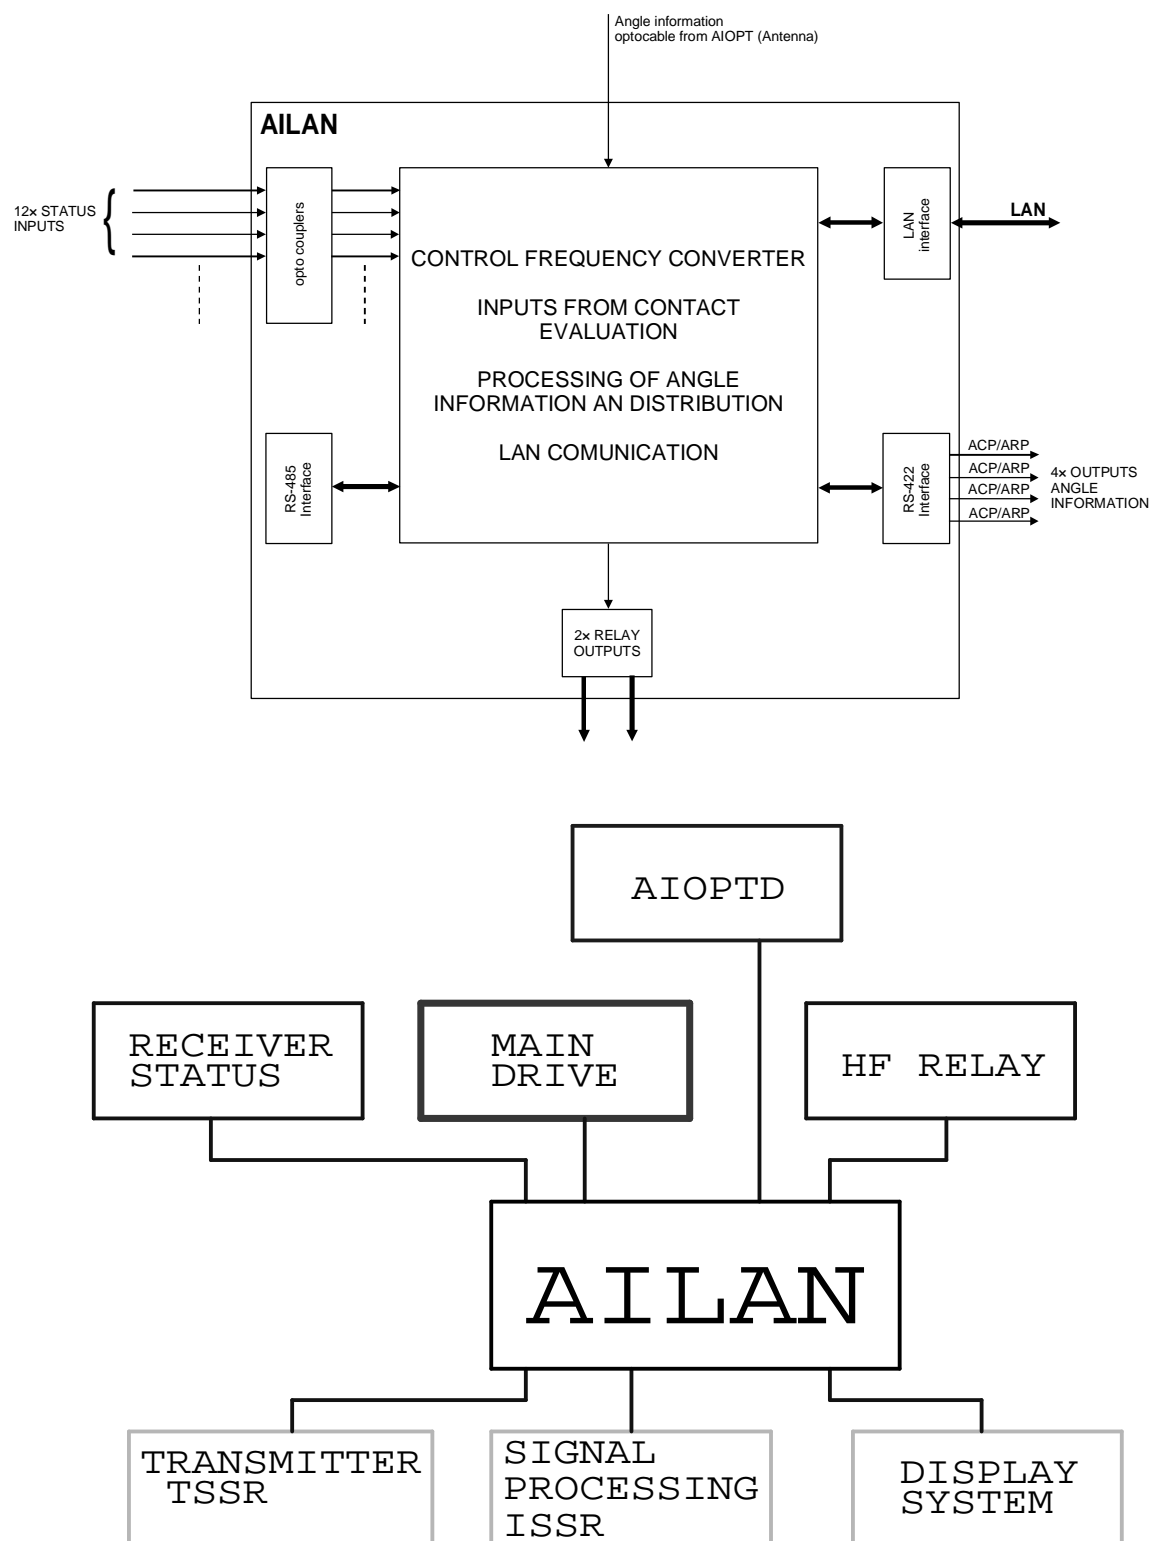 Angle information
optocable from AIOPT (Antenna)
AILAN
12× STATUS
INPUTS
opto couplers
CONTROL FREQUENCY CONVERTER
INPUTS FROM CONTACT
EVALUATION
PROCESSING OF ANGLE
INFORMATION AN DISTRIBUTION
LAN COMUNICATION
LAN
interface
LAN
RS-485
Interface
RS-422
Interface
ACP/ARP
ACP/ARP
ACP/ARP
ACP/ARP
4× OUTPUTS
ANGLE
INFORMATION
2× RELAY
OUTPUTS
AIOPTD
RECEIVER
STATUS
MAIN
DRIVE
HF RELAY
AILAN
TRANSMITTER
TSSR
SIGNAL
PROCESSING
ISSR
DISPLAY
SYSTEM